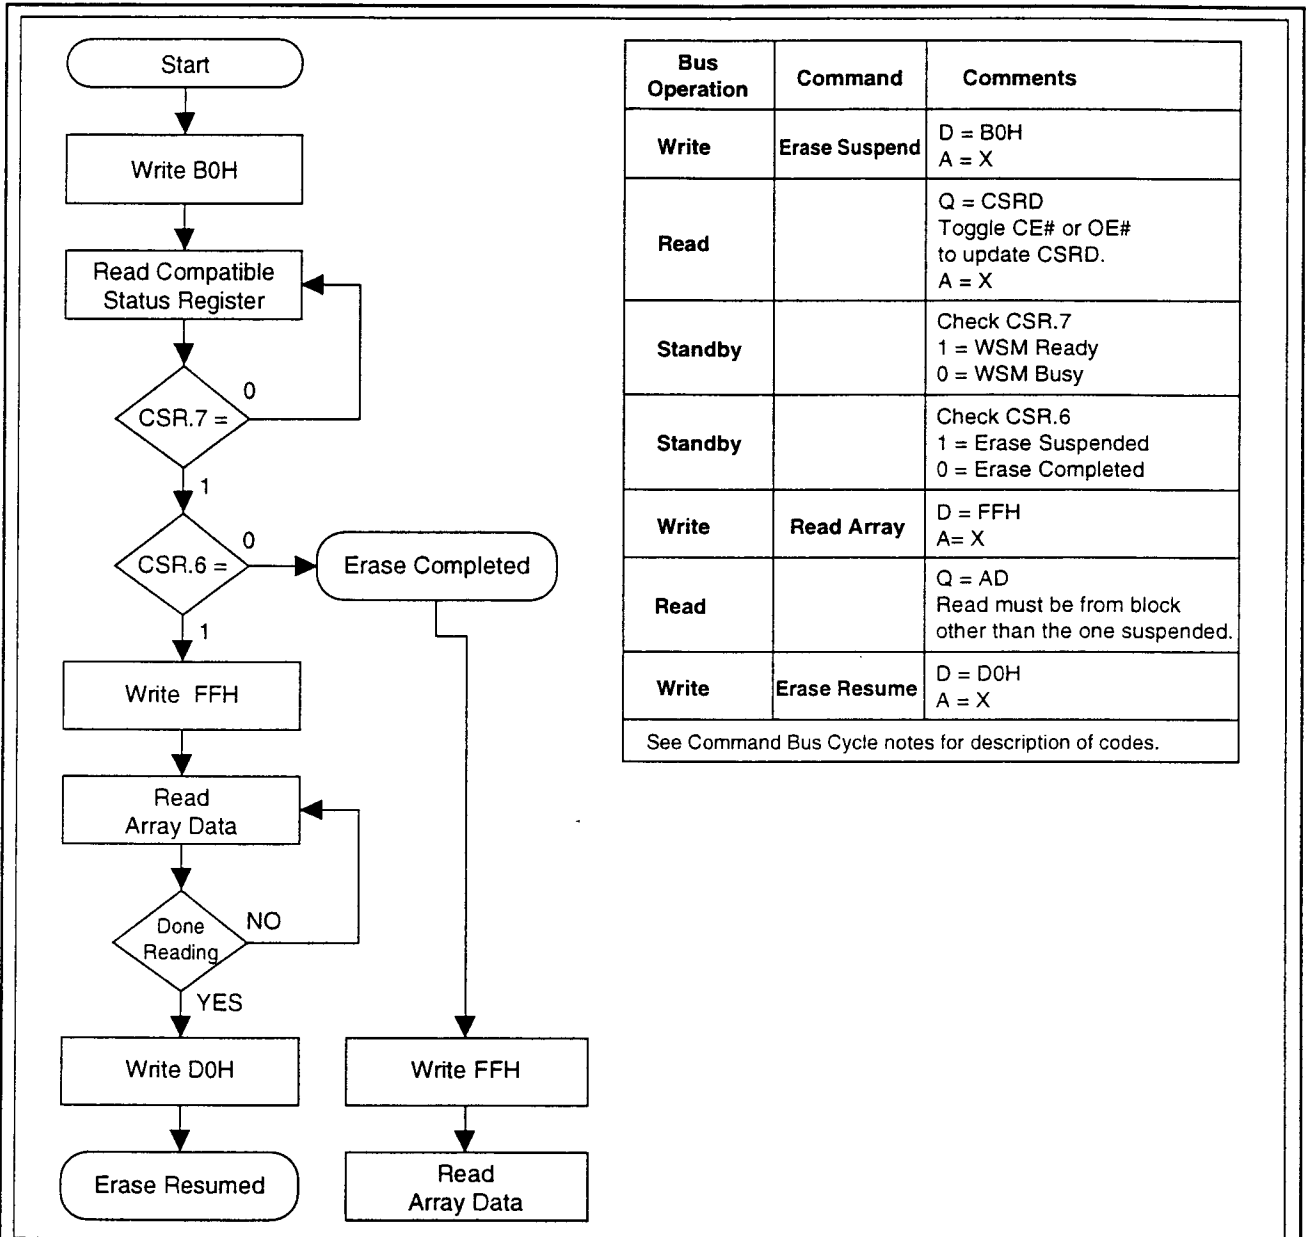 Start
Write B0H
Read Compatible
Status Register
0
CSR.7 =
1
0
CSR.6 =
Erase Completed
1
Write FFH
Read
Array Data
Done
Reading
NO
YES
Write D0H
Erase Resumed
Write FFH
Read
Array Data
Bus
Operation
Command
Comments
Write
Erase Suspend
D = B0H
A = X
Read
Q = CSRD
Toggle CE# or OE#
to update CSRD.
A = X
Standby
Check CSR.7
1 = WSM Ready
0 = WSM Busy
Standby
Check CSR.6
1 = Erase Suspended
0 = Erase Completed
Write
Read Array
D = FFH
A= X
Read
Q = AD
Read must be from block
other than the one suspended.
Write
Erase Resume
D = D0H
A = X
See Command Bus Cycle notes for description of codes.